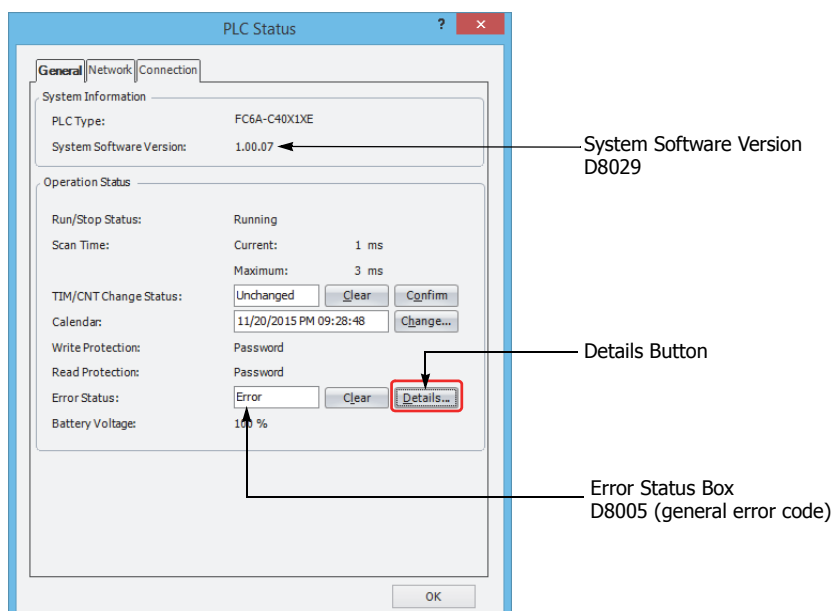 PLC Status
? ×
General Network Connection
System Information
PLC Type: FC6A-C40X1XE
System Software Version: 1.00.07
System Software Version
D8029
Operation Status
Run/Stop Status: Running
Scan Time: Current: 1 ms
Maximum: 3 ms
TIM/CNT Change Status: Unchanged Clear Confirm
Calendar: 11/20/2015 PM 09:28:48 Change...
Write Protection: Password
Details Button
Read Protection: Password
Error Status: Error Clear Details...
Battery Voltage: 100 %
Error Status Box
D8005 (general error code)
OK